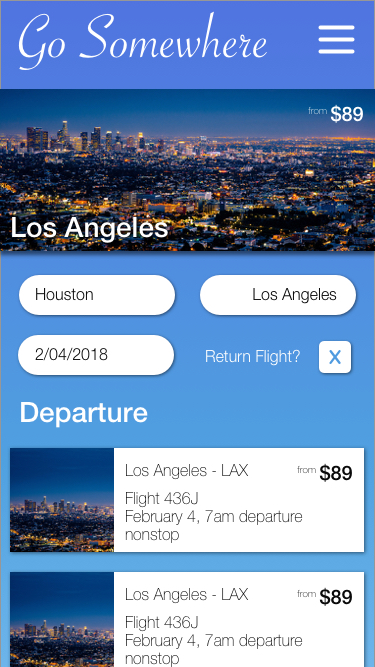 Go Somewhere
from $89
Los Angeles
Houston
Los Angeles
2/04/2018
Return Flight?
X
Departure
Los Angeles - LAX
from $89
Flight 436J
February 4, 7am departure
nonstop
Los Angeles - LAX
from $89
Flight 436J
February 4, 7am departure
nonstop